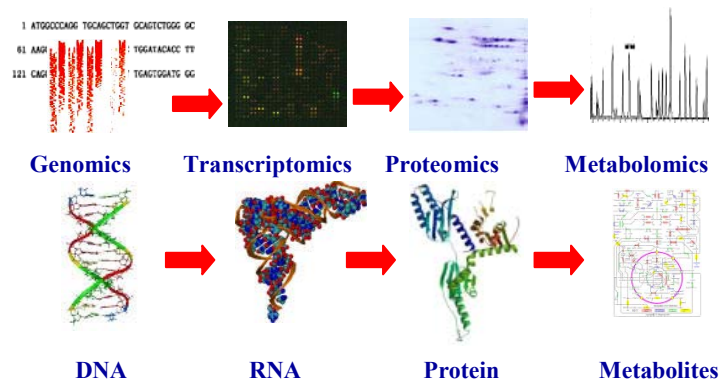 1 ATGGCCCAGG TGCAGCTGGT GCAGTCTGGG GC
61 AAG TGGATACACC TT
121 CAG TGAGTGGATG GG
Genomics Transcriptomics Proteomics Metabolomics
DNA RNA Protein Metabolites